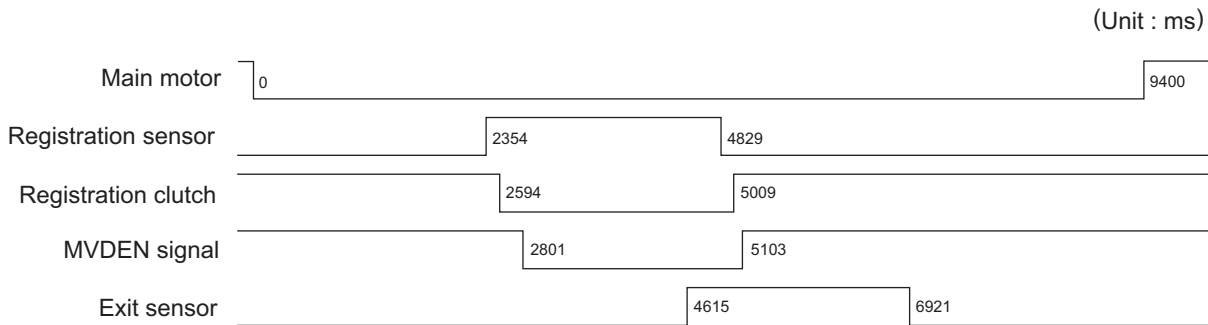 (Unit : ms)
Main motor 0 9400
Registration sensor 2354 4829
Registration clutch 2594 5009
MVDEN signal 2801 5103
Exit sensor 4615 6921